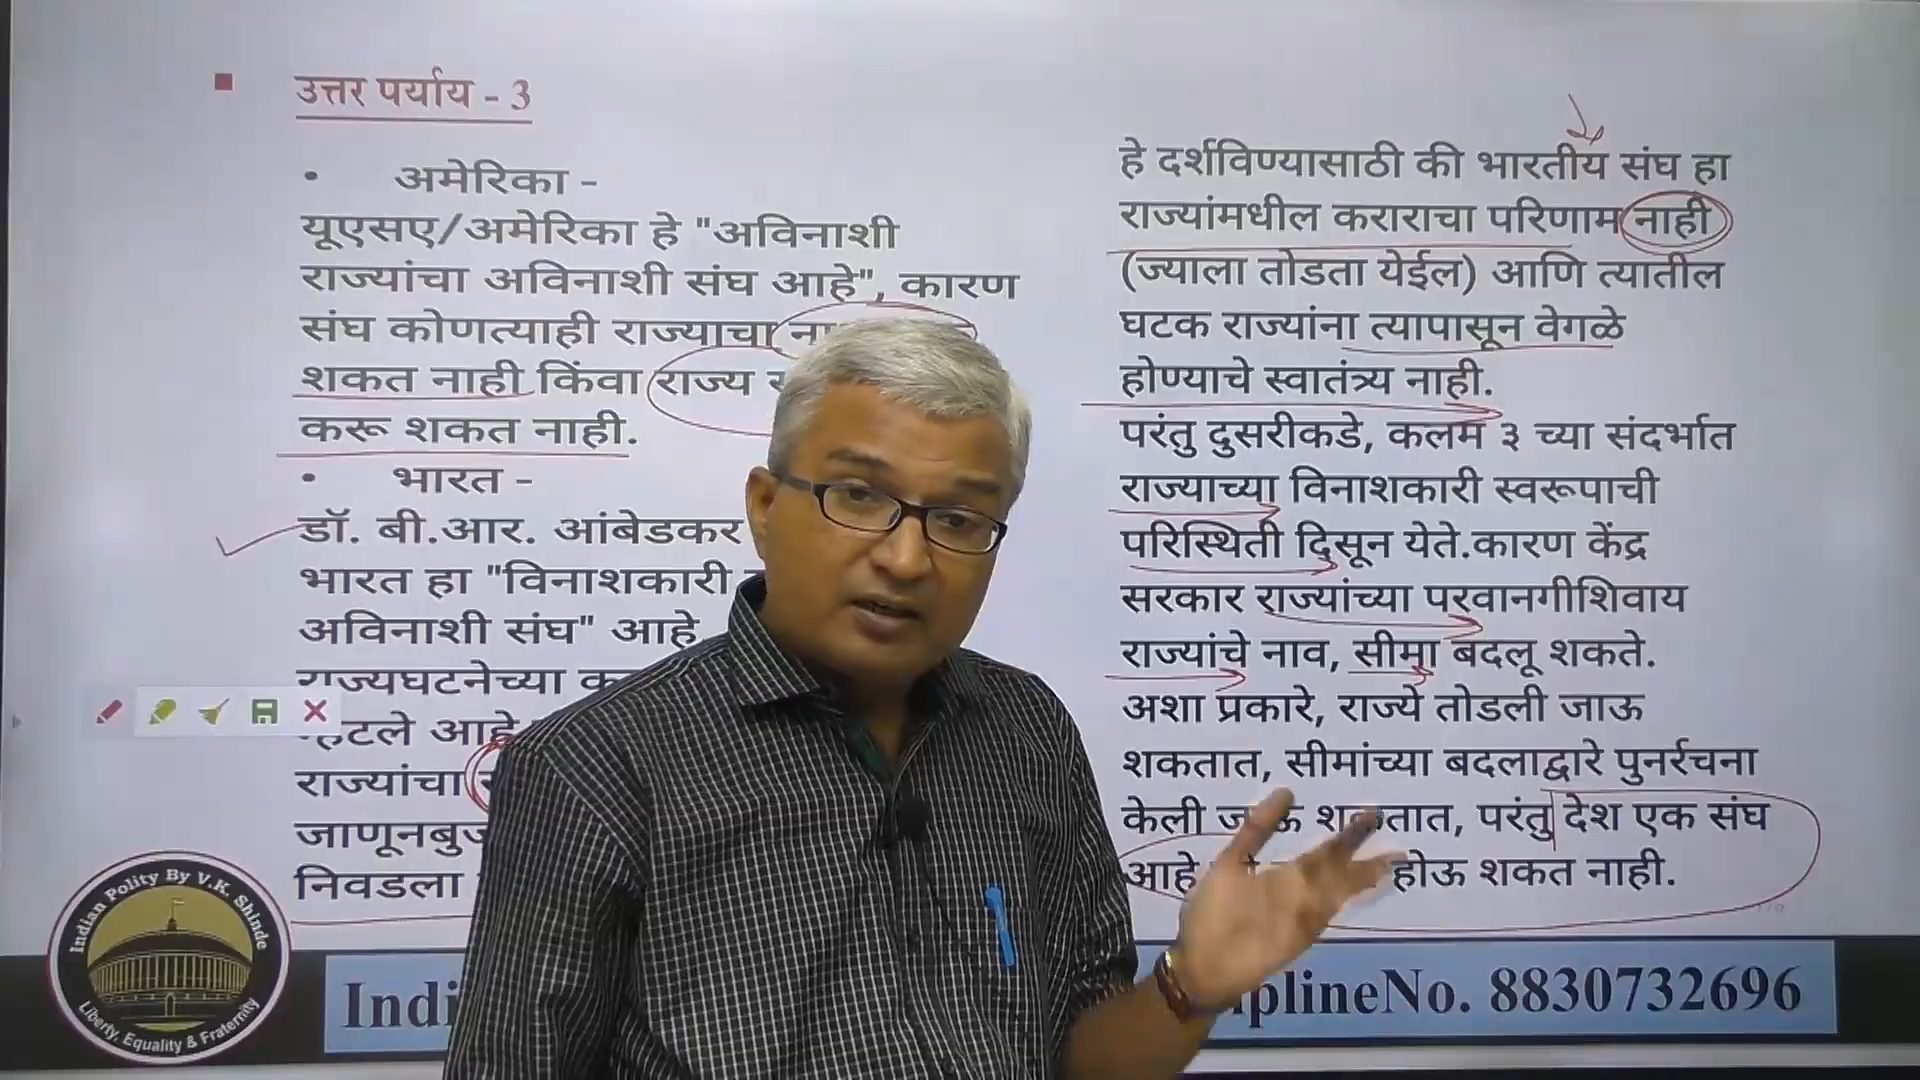 उत्तर पर्याय - 3
• अमेरिका -
यूएसए/अमेरिका हे "अविनाशी
राज्यांचा अविनाशी संघ आहे", कारण
संघ कोणत्याही राज्याचा
शकत नाही किंवा राज्य
करू शकत नाही.
• भारत -
डॉ. बी.आर. आंबेडकर
भारत हा "विनाशकारी
अविनाशी संघ" आहे
राज्यघटनेच्या
म्हटले आहे
राज्यांचा
जाणूनबुज
निवडला
हे दर्शविण्यासाठी की भारतीय संघ हा
राज्यांमधील कराराचा परिणाम नाही
(ज्याला तोडता येईल) आणि त्यातील
घटक राज्यांना त्यापासून वेगळे
होण्याचे स्वातंत्र्य नाही.
परंतु दुसरीकडे, कलम ३ च्या संदर्भात
राज्याच्या विनाशकारी स्वरूपाची
परिस्थिती दिसून येते.कारण केंद्र
सरकार राज्यांच्या परवानगीशिवाय
राज्यांचे नाव, सीमा बदलू शकते.
अशा प्रकारे, राज्ये तोडली जाऊ
शकतात, सीमांच्या बदलाद्वारे पुनर्रचना
केली जाऊ शकतात, परंतु देश एक संघ
आहे होऊ शकत नाही.
Indian Polity By V.K. Shinde
Liberty, Equality & Fraternity
Indi
plineNo. 8830732696